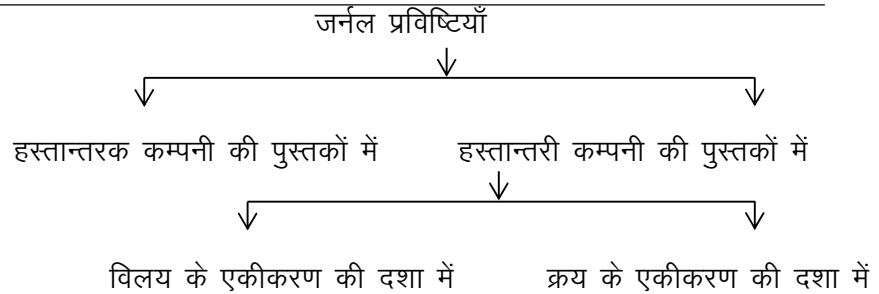 जर्नल प्रविष्टियाँ
हस्तान्तरक कम्पनी की पुस्तकों में हस्तान्तरी कम्पनी की पुस्तकों में
विलय के एकीकरण की दशा में क्रय के एकीकरण की दशा में